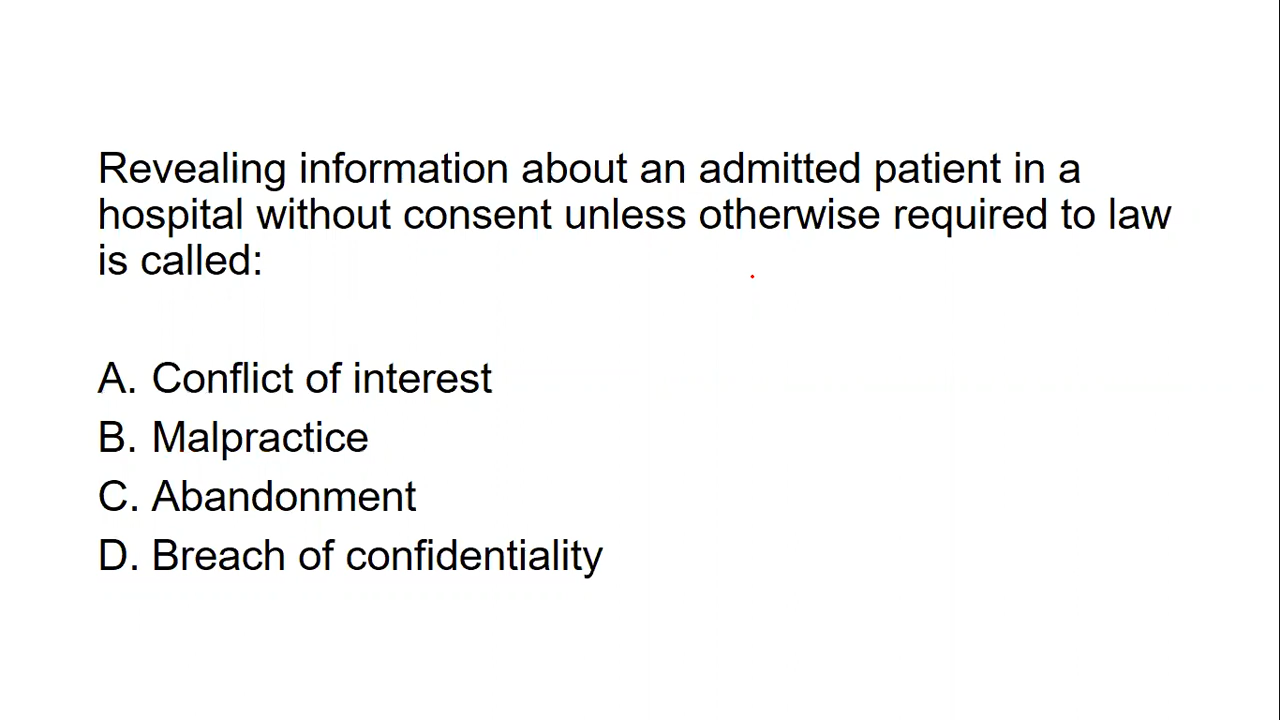 Revealing information about an admitted patient in a
hospital without consent unless otherwise required to law
is called:
A. Conflict of interest
B. Malpractice
C. Abandonment
D. Breach of confidentiality